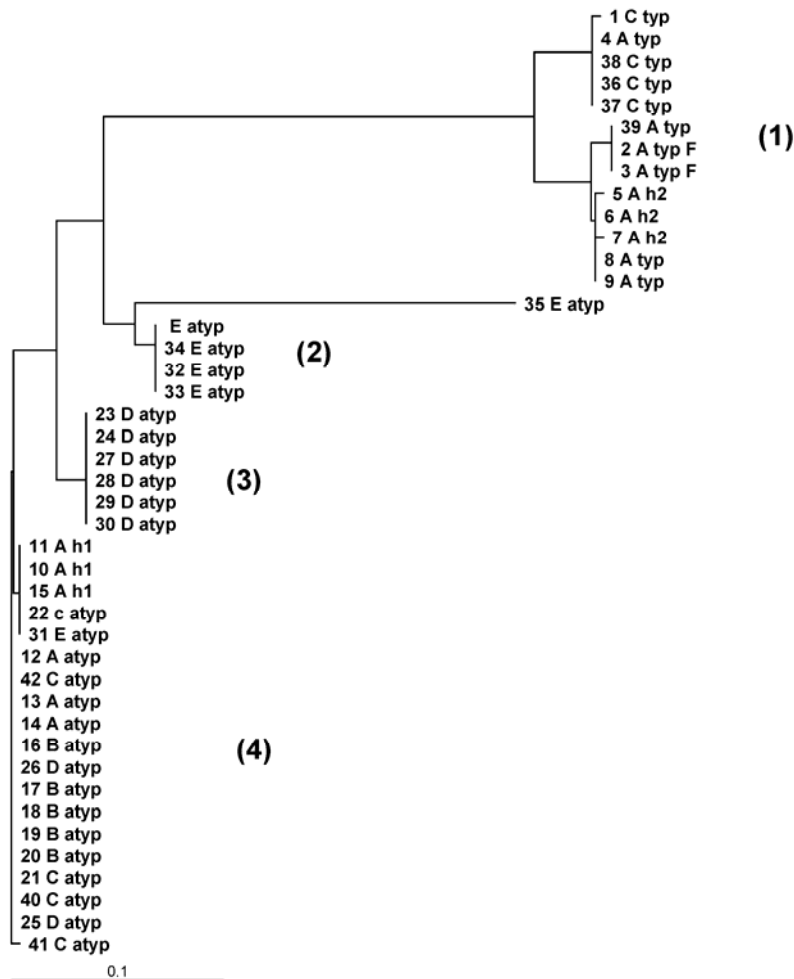 1 C typ
4 A typ
38 C typ
36 C typ
37 C typ
39 A typ
(1)
2 A typ F
3 A typ F
5 A h2
6 A h2
7 A h2
8 A typ
9 A typ
35 E atyp
E atyp
34 E atyp
(2)
32 E atyp
33 E atyp
23 D atyp
24 D atyp
27 D atyp
28 D atyp
(3)
29 D atyp
30 D atyp
11 A h1
10 A h1
15 A h1
22 c atyp
31 E atyp
12 A atyp
42 C atyp
13 A atyp
14 A atyp
16 B atyp
(4)
26 D atyp
17 B atyp
18 B atyp
19 B atyp
20 B atyp
21 C atyp
40 C atyp
25 D atyp
41 C atyp
0.1